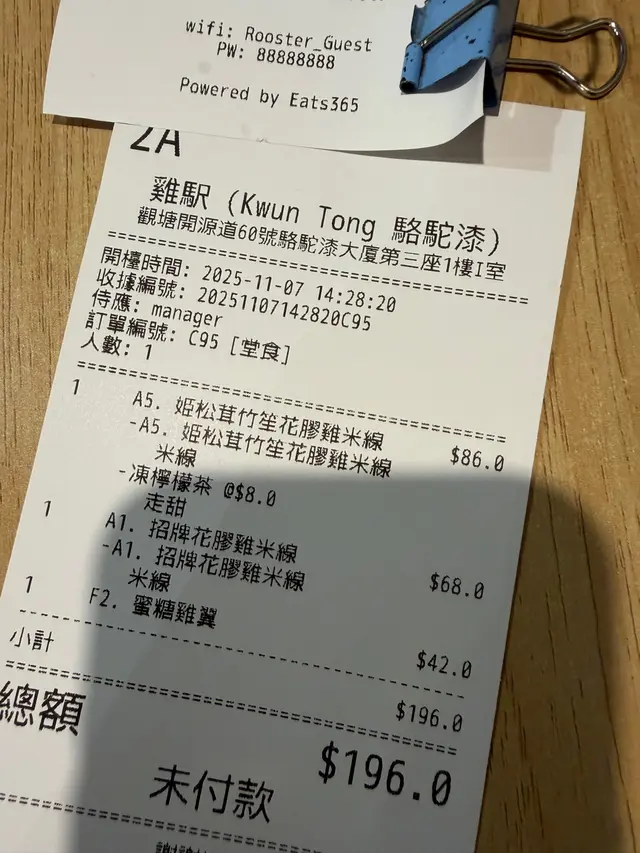 wifi: Rooster_Guest
PW: 88888888
Powered by Eats365
2A
雞駅 (Kwun Tong 駱駝漆)
觀塘開源道60號駱駝漆大廈第三座1樓I室
開檯時間: 2025-11-07 14:28:20
收據編號: 20251107142820C95
侍應: manager
訂單編號: C95 [堂食]
人數: 1
1 A5. 姬松茸竹笙花膠雞米線 $86.0
-A5. 姬松茸竹笙花膠雞米線
米線
-凍檸檬茶 @$8.0
走甜
1 A1. 招牌花膠雞米線 $68.0
-A1. 招牌花膠雞米線
米線
1 F2. 蜜糖雞翼 $42.0
小計 $196.0
總額 $196.0
未付款